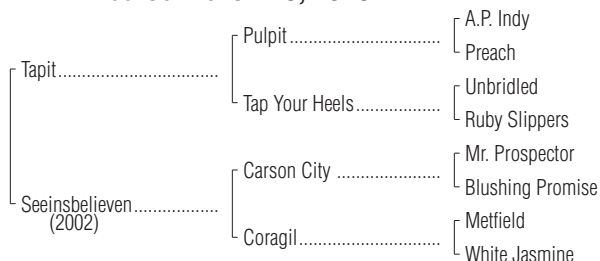 Pulpit........................................ A.P. Indy
Preach
Tapit..........................................
Tap Your Heels...................... Unbridled
Ruby Slippers
Carson City ........................... Mr. Prospector
Blushing Promise
Seeinsbelieven......................
(2002)
Coragil..................................... Metfield
White Jasmine